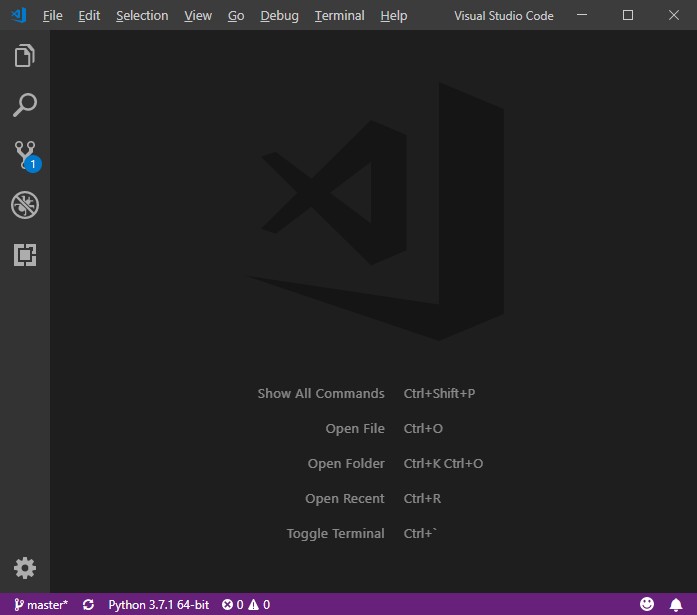 File Edit Selection View Go Debug Terminal Help Visual Studio Code
1
Show All Commands Ctrl+Shift+P
Open File Ctrl+O
Open Folder Ctrl+K Ctrl+O
Open Recent Ctrl+R
Toggle Terminal Ctrl+`
master* Python 3.7.1 64-bit 0 0